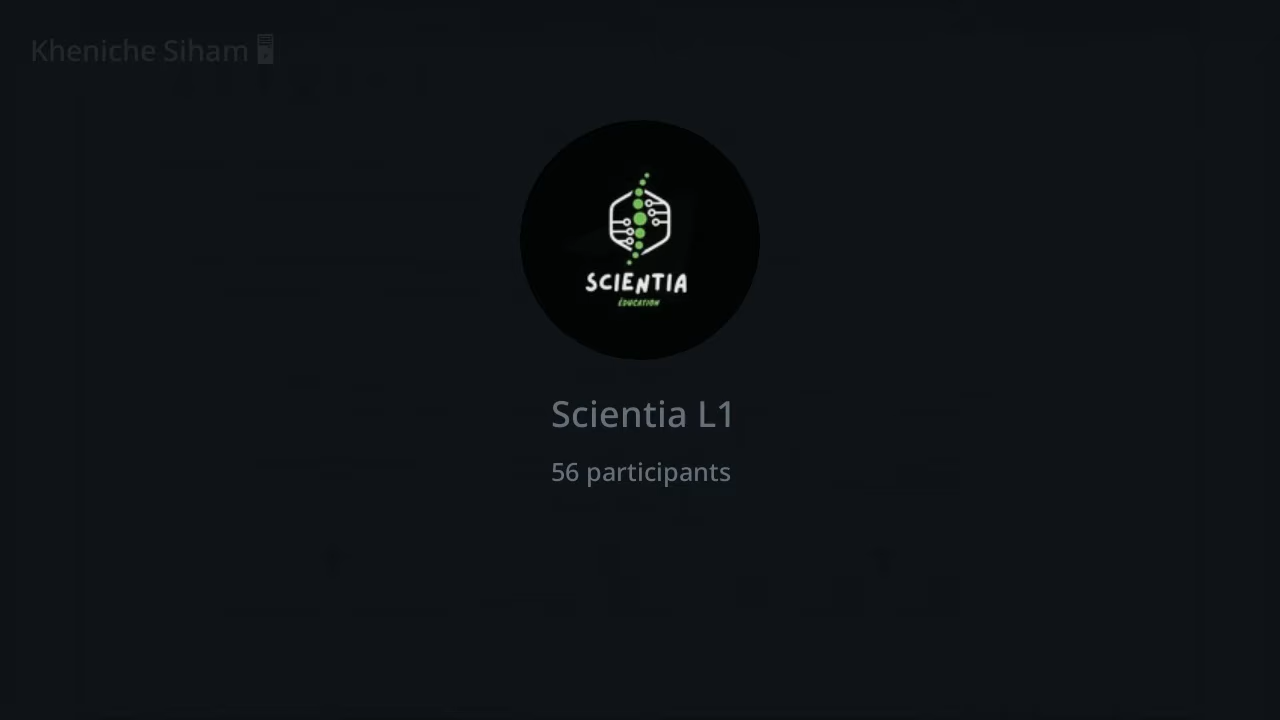 Kheniche Siham
SCIENTIA
ÉDUCATION
Scientia L1
56 participants